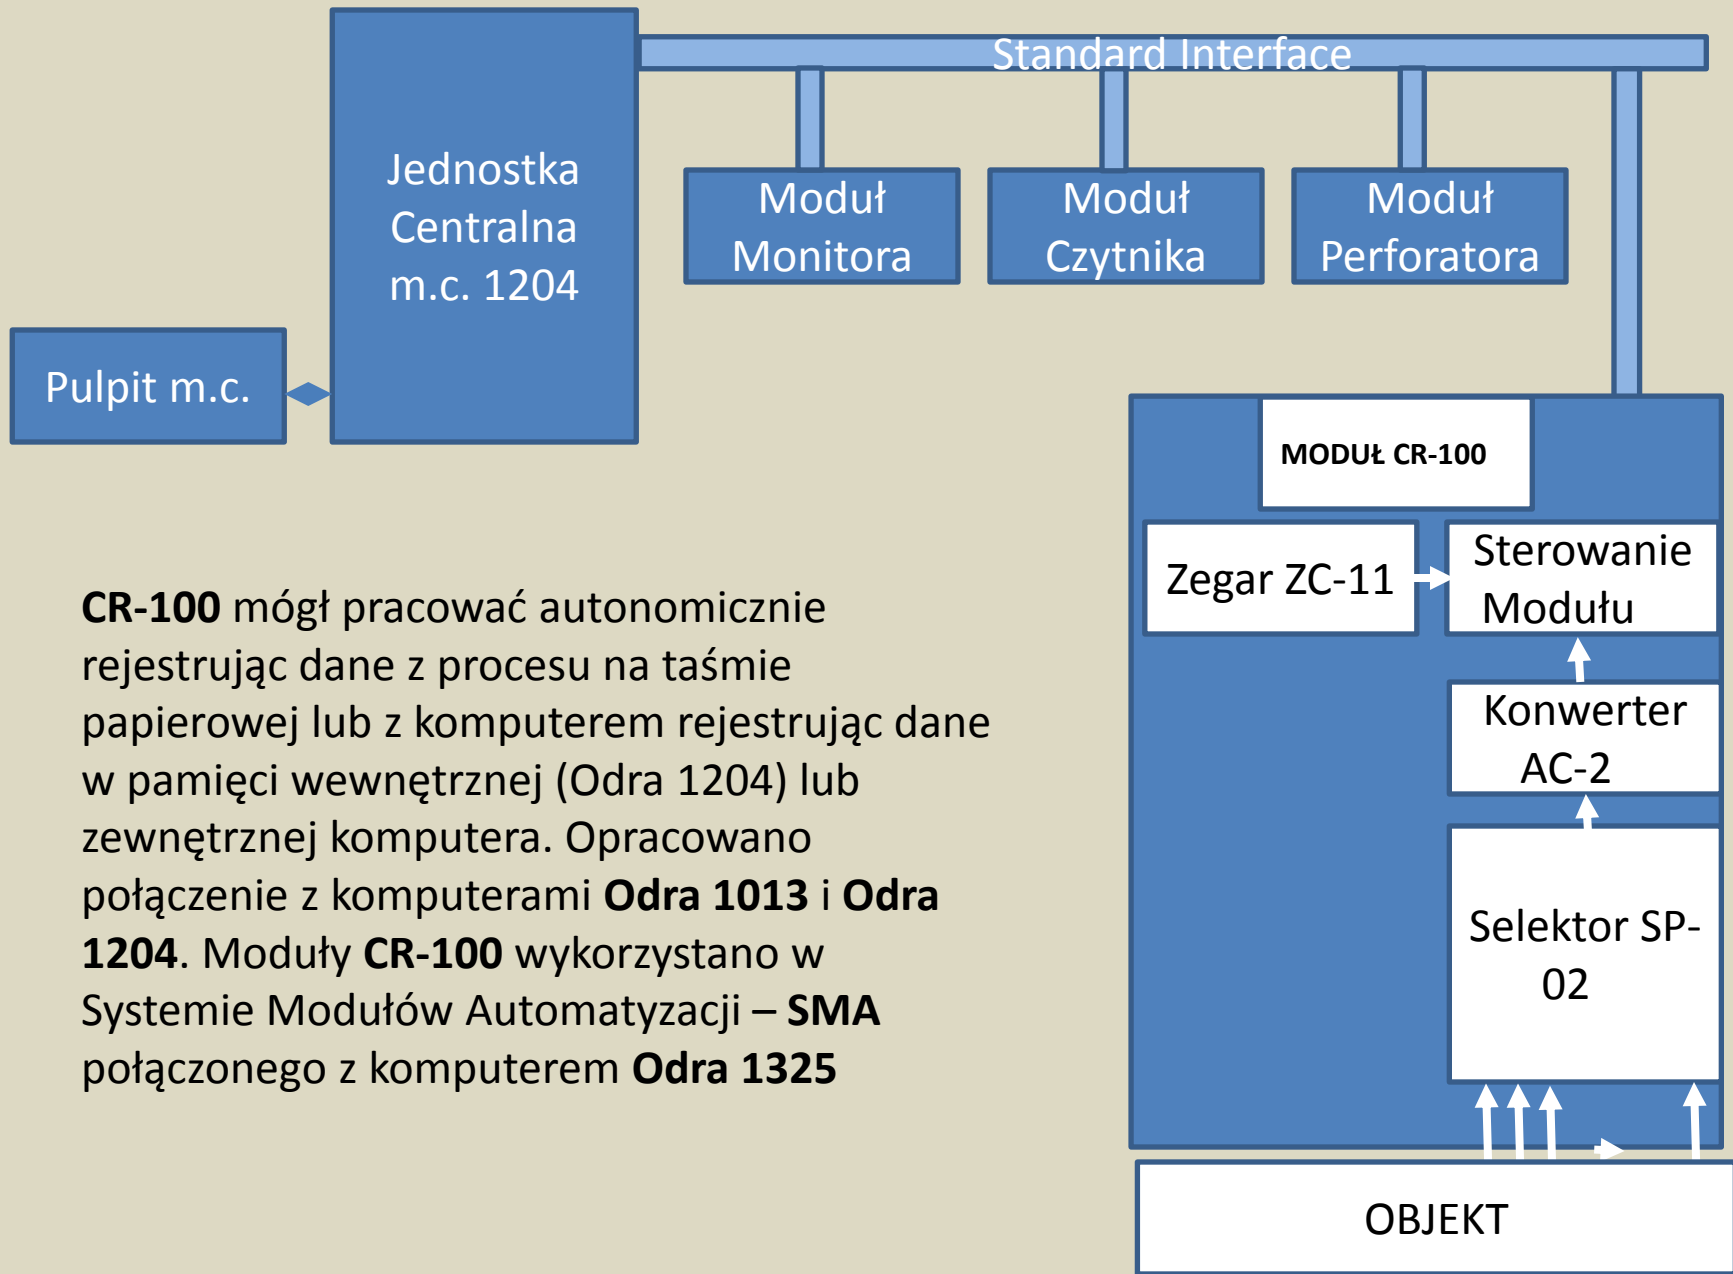 Standard Interface
Jednostka
Centralna
m.c. 1204
Moduł
Monitora
Moduł
Czytnika
Moduł
Perforatora
Pulpit m.c.
MODUŁ CR-100
Zegar ZC-11
Sterowanie
Modułu
Konwerter
AC-2
Selektor SP-
02
OBJEKT
CR-100 mógł pracować autonomicznie
rejestrując dane z procesu na taśmie
papierowej lub z komputerem rejestrując dane
w pamięci wewnętrznej (Odra 1204) lub
zewnętrznej komputera. Opracowano
połączenie z komputerami Odra 1013 i Odra
1204. Moduły CR-100 wykorzystano w
Systemie Modułów Automatyzacji – SMA
połączonego z komputerem Odra 1325